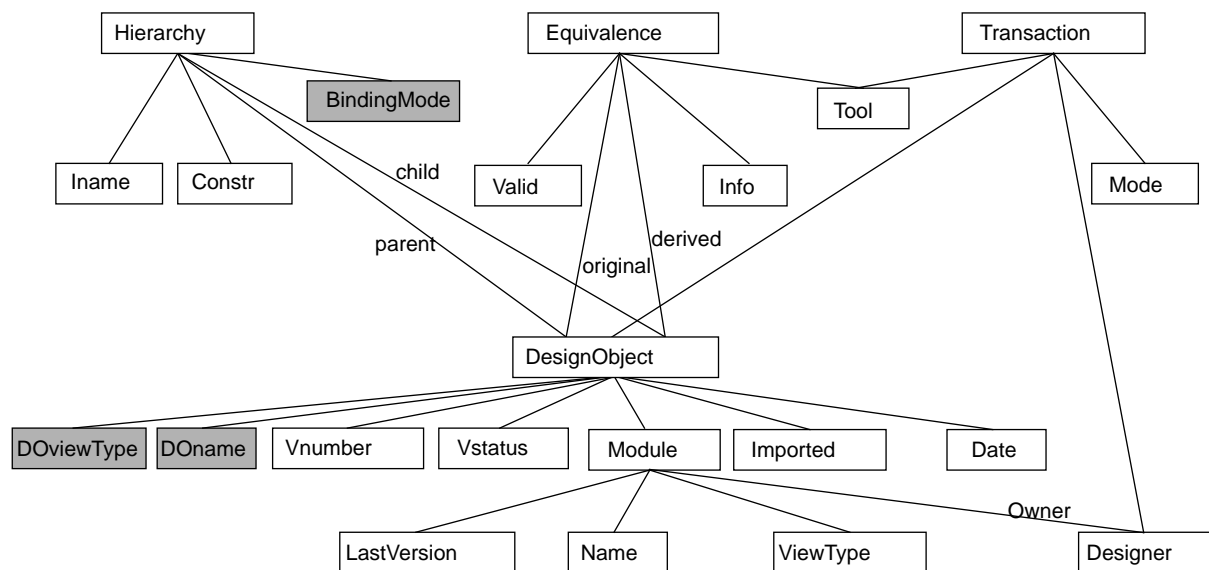 Hierarchy
Equivalence
Transaction
BindingMode
Tool
Iname
Constr
child
Valid
Info
Mode
parent
derived
original
DesignObject
DOviewType
DOname
Vnumber
Vstatus
Module
Imported
Date
Owner
LastVersion
Name
ViewType
Designer